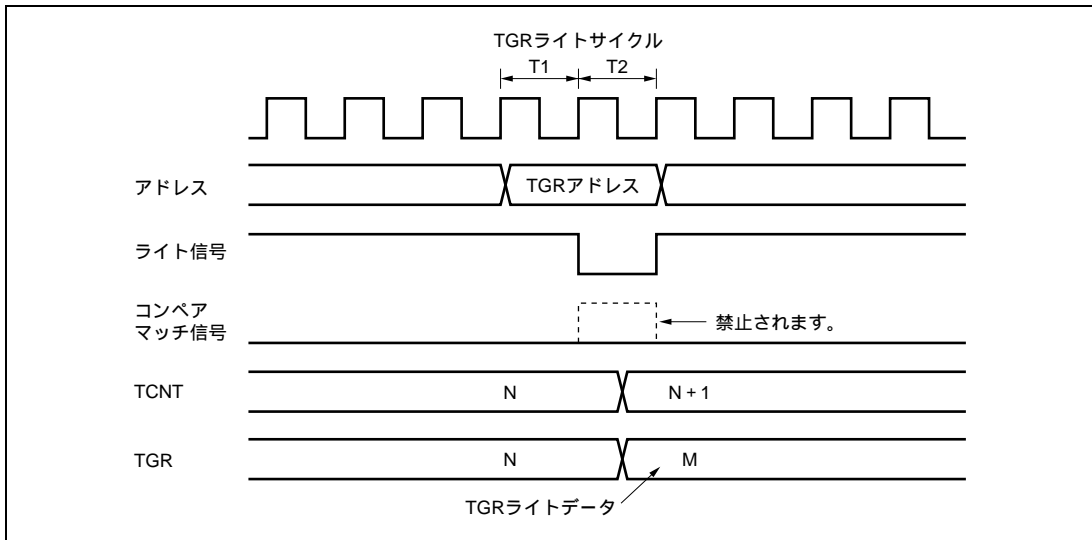 TGRライトサイクル
T1 T2
アドレス TGRアドレス
ライト信号
コンペア
マッチ信号 禁止されます。
TCNT N N + 1
TGR N M
TGRライトデータ